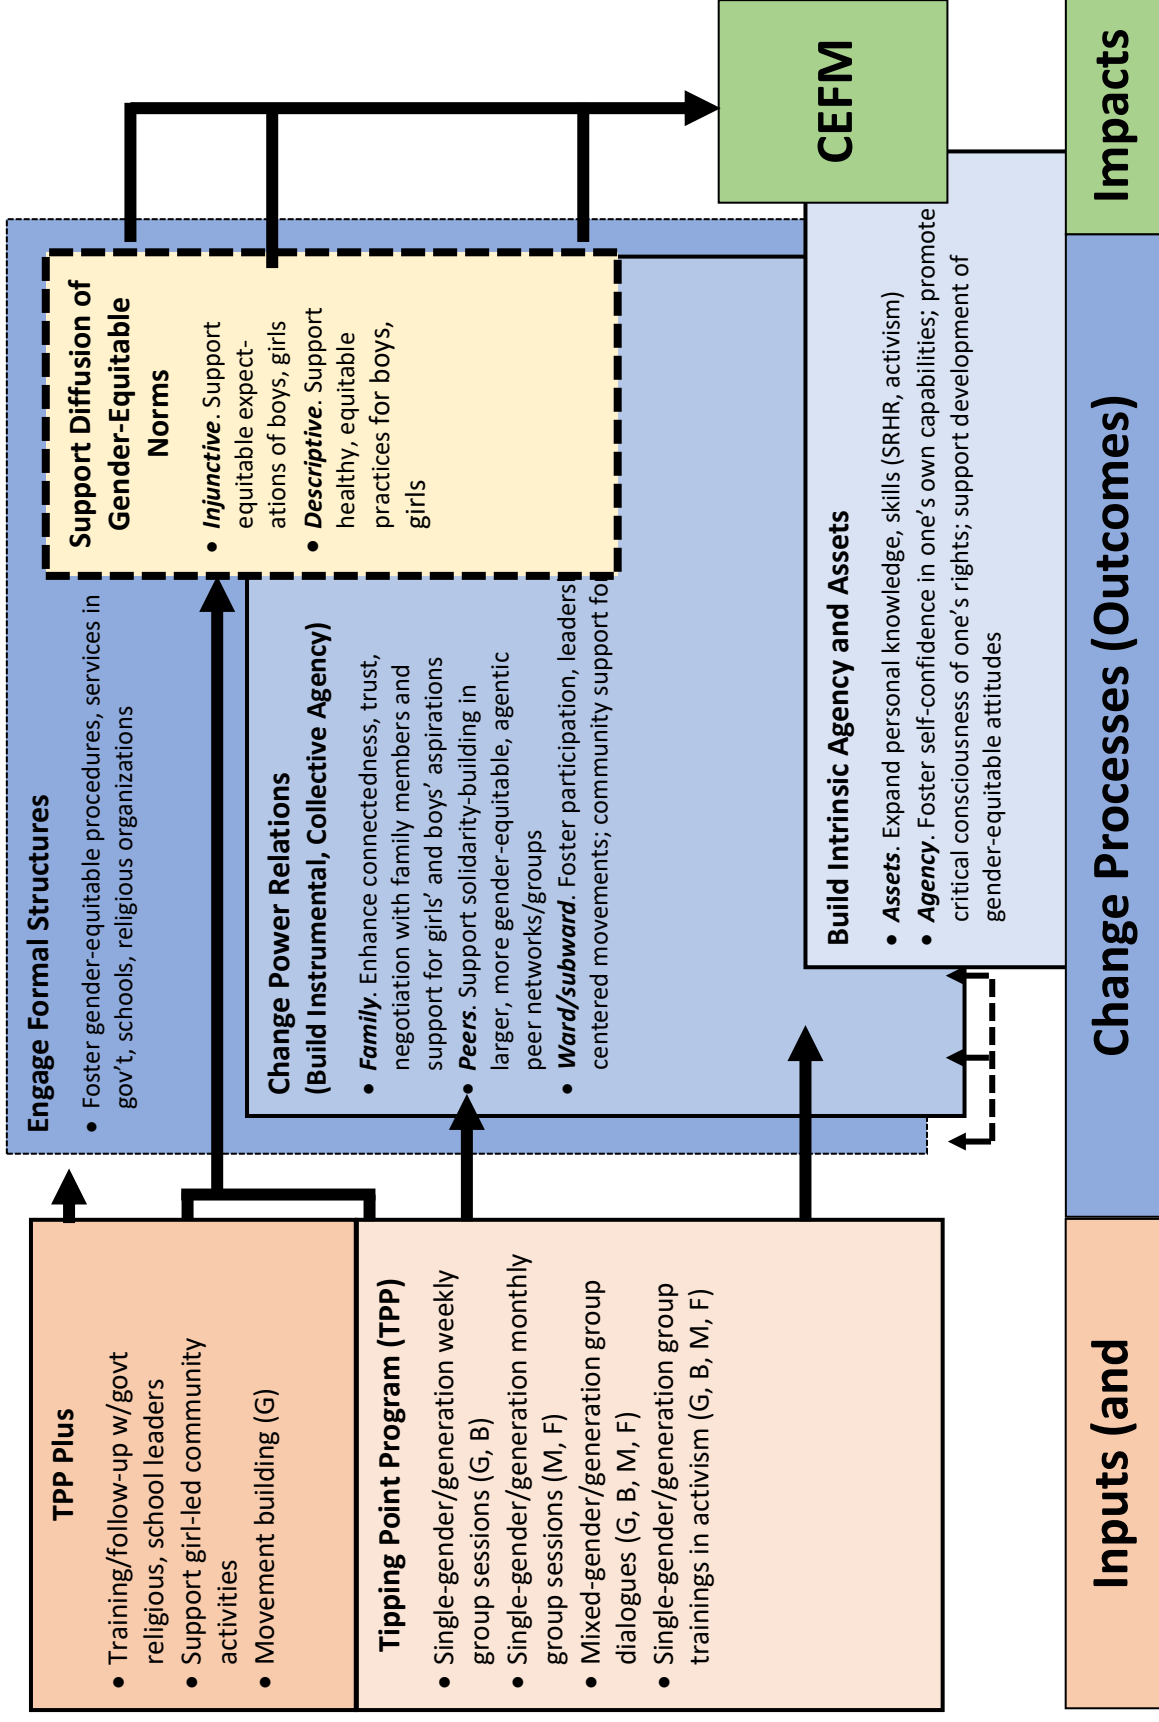 TPP Plus
• Training/follow-up w/govt
religious, school leaders
• Support girl-led community
activities
• Movement building (G)
Tipping Point Program (TPP)
• Single-gender/generation weekly
group sessions (G, B)
• Single-gender/generation monthly
group sessions (M, F)
• Mixed-gender/generation group
dialogues (G, B, M, F)
• Single-gender/generation group
trainings in activism (G, B, M, F)
Engage Formal Structures
• Foster gender-equitable procedures, services in
gov’t, schools, religious organizations
Change Power Relations
(Build Instrumental, Collective Agency)
• Family. Enhance connectedness, trust,
negotiation with family members and
support for girls’ and boys’ aspirations
• Peers. Support solidarity-building in
larger, more gender-equitable, agentic
peer networks/groups
• Ward/subward. Foster participation, leaders
centered movements; community support for
Support Diffusion of
Gender-Equitable
Norms
• Injunctive. Support
equitable expect-
ations of boys, girls
• Descriptive. Support
healthy, equitable
practices for boys,
girls
Build Intrinsic Agency and Assets
• Assets. Expand personal knowledge, skills (SRHR, activism)
• Agency. Foster self-confidence in one’s own capabilities; promote
critical consciousness of one’s rights; support development of
gender-equitable attitudes
CEFM
Inputs (and
Change Processes (Outcomes)
Impacts